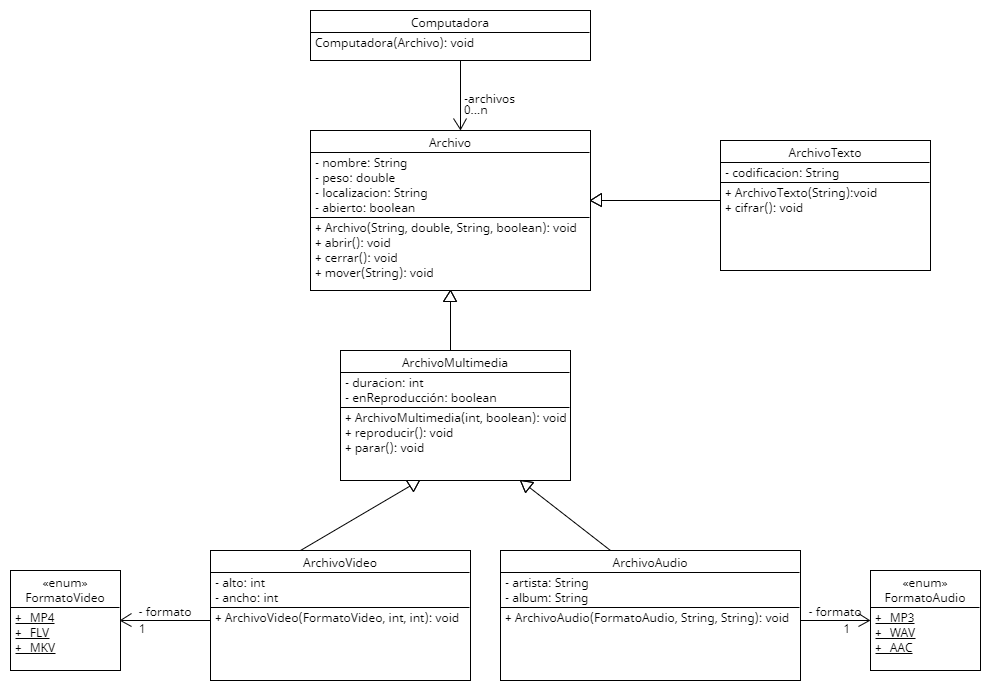 Computadora
Computadora(Archivo): void
-archivos
0...n
Archivo
- nombre: String
- peso: double
- localizacion: String
- abierto: boolean
+ Archivo(String, double, String, boolean): void
+ abrir(): void
+ cerrar(): void
+ mover(String): void
ArchivoTexto
- codificacion: String
+ ArchivoTexto(String):void
+ cifrar(): void
ArchivoMultimedia
- duracion: int
- enReproducción: boolean
+ ArchivoMultimedia(int, boolean): void
+ reproducir(): void
+ parar(): void
«enum»
FormatoVideo
+ MP4
+ FLV
+ MKV
- formato
1
ArchivoVideo
- alto: int
- ancho: int
+ ArchivoVideo(FormatoVideo, int, int): void
ArchivoAudio
- artista: String
- album: String
+ ArchivoAudio(FormatoAudio, String, String): void
- formato
1
«enum»
FormatoAudio
+ MP3
+ WAV
+ AAC